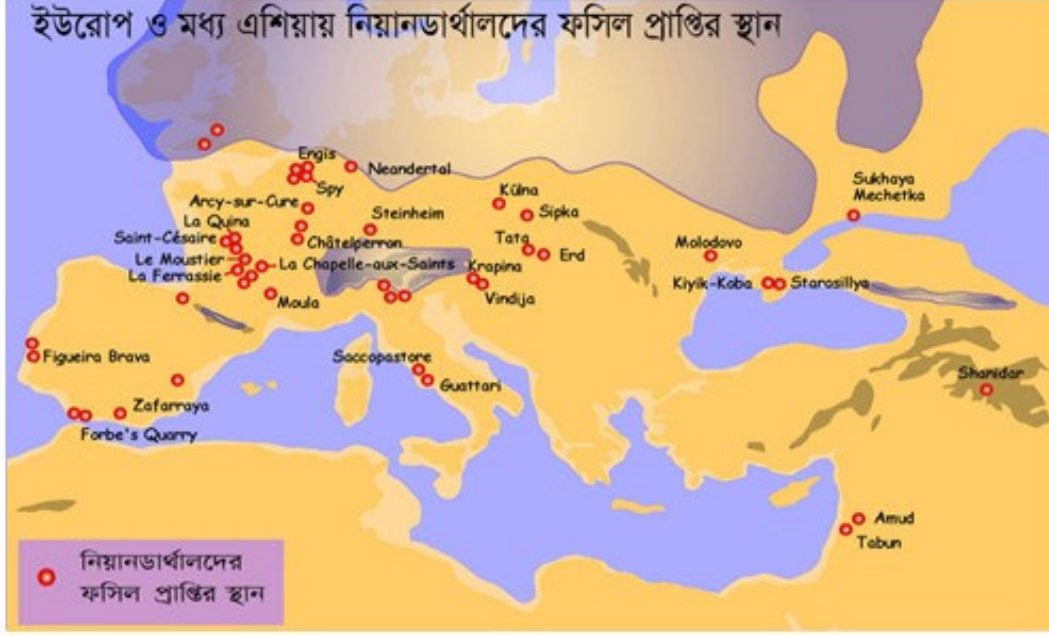 ইউরোপ ও মধ্য এশিয়ায় নিয়ানডার্থালদের ফসিল প্রাপ্তির স্থান
Engis
Neandertal
Spy
Arcy-sur-Cure
Külna
Sipka
Sukhaya
Mechetka
La Quina
Steinheim
Saint-Césaire
Châtelperron
Tata
Erd
Molodovo
Le Moustier
La Chapelle-aux-Saints
Krapina
La Ferrassie
Kiyik-Koba
Starosillya
Moula
Vindija
Figueira Brava
Saccopastore
Guattari
Shanidar
Zafarraya
Forbe's Quarry
Amud
Tabun
নিয়ানডার্থালদের
ফসিল প্রাপ্তির স্থান